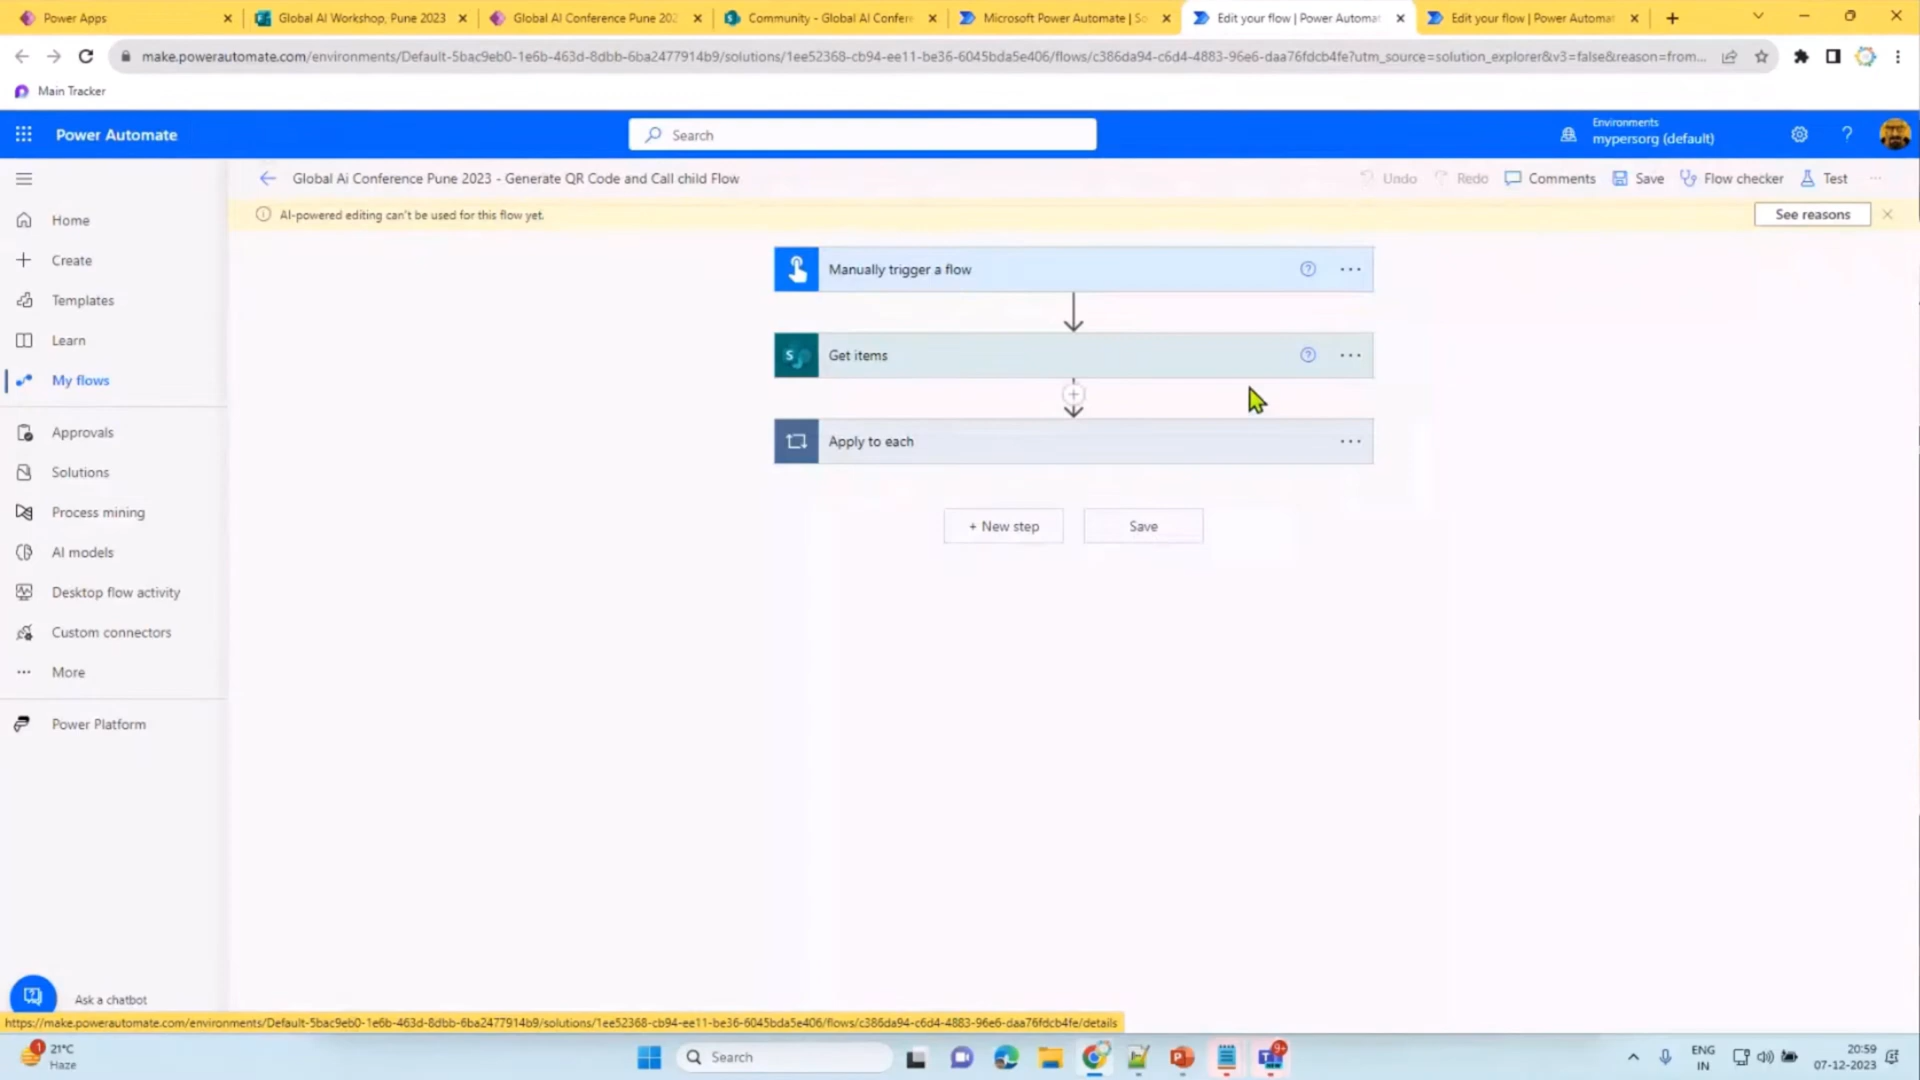 Power Apps
Global AI Workshop, Pune 2023
Global AI Conference Pune 202
Community - Global AI Confere
Microsoft Power Automate | So
Edit your flow | Power Automat
Edit your flow | Power Automat
make.powerautomate.com/environments/Default-5bac9eb0-1e6b-463d-8dbb-6ba2477914b9/solutions/1ee52368-cb94-ee11-be36-6045bda5e406/flows/c386da94-c6d4-4883-96e6-daa76fdcb4fe?utm_source=solution_explorer&v3=false&reason=from...
Main Tracker
Power Automate
Search
Environments
mypersorg (default)
Global Ai Conference Pune 2023 - Generate QR Code and Call child Flow
Undo
Redo
Comments
Save
Flow checker
Test
AI-powered editing can't be used for this flow yet.
See reasons
Home
Create
Templates
Learn
My flows
Approvals
Solutions
Process mining
AI models
Desktop flow activity
Custom connectors
More
Power Platform
Ask a chatbot
Manually trigger a flow
Get items
Apply to each
+ New step
Save
https://make.powerautomate.com/environments/Default-5bac9eb0-1e6b-463d-8dbb-6ba2477914b9/solutions/1ee52368-cb94-ee11-be36-6045bda5e406/flows/c386da94-c6d4-4883-96e6-daa76fdcb4fe/details
1
21°C
Haze
Search
9+
ENG
IN
20:59
07-12-2023